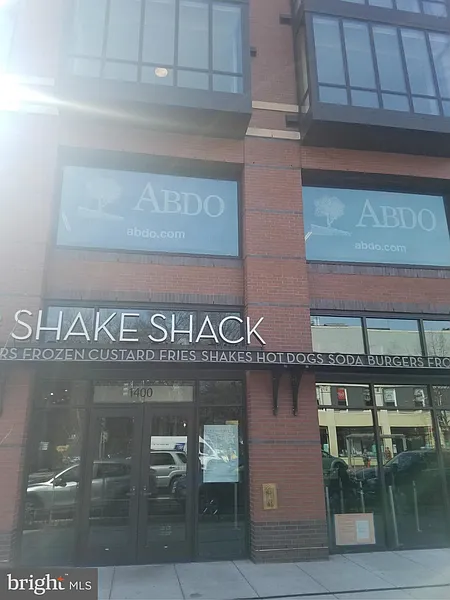 ABDO
abdo.com
ABDO
abdo.com
SHAKE SHACK
RS FROZEN CUSTARD FRIES SHAKES HOT DOGS SODA BURGERS FRO
1400
bright MLS